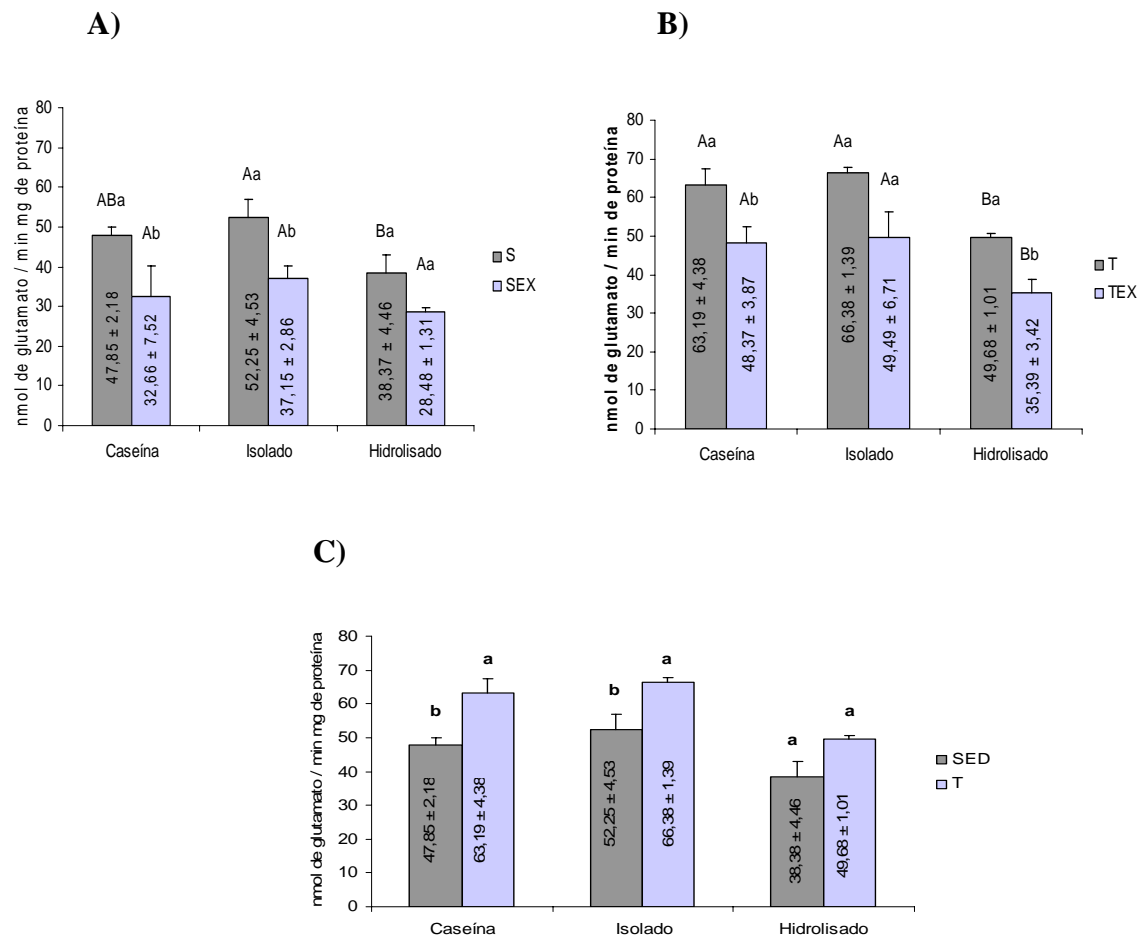 A)
nmol de glutamato / min mg de proteína
80
70
60
50
40
30
20
10
0
ABa
Ab
Aa
Ab
Ba
Aa
47,85 ± 2,18
32,66 ± 7,52
52,25 ± 4,53
37,15 ± 2,86
38,37 ± 4,46
28,48 ± 1,31
Caseína
Isolado
Hidrolisado
S
SEX
B)
nmol de glutamato / min de proteína
80
70
60
50
40
30
20
10
0
Aa
Ab
Aa
Aa
Ba
Bb
63,19 ± 4,38
48,37 ± 3,87
66,38 ± 1,39
49,49 ± 6,71
49,68 ± 1,01
35,39 ± 3,42
Caseína
Isolado
Hidrolisado
T
TEX
C)
nmol de glutamato / min mg de proteína
80
70
60
50
40
30
20
10
0
b
a
b
a
a
a
47,85 ± 2,18
63,19 ± 4,38
52,25 ± 4,53
66,38 ± 1,39
38,38 ± 4,46
49,68 ± 1,01
Caseína
Isolado
Hidrolisado
SED
T